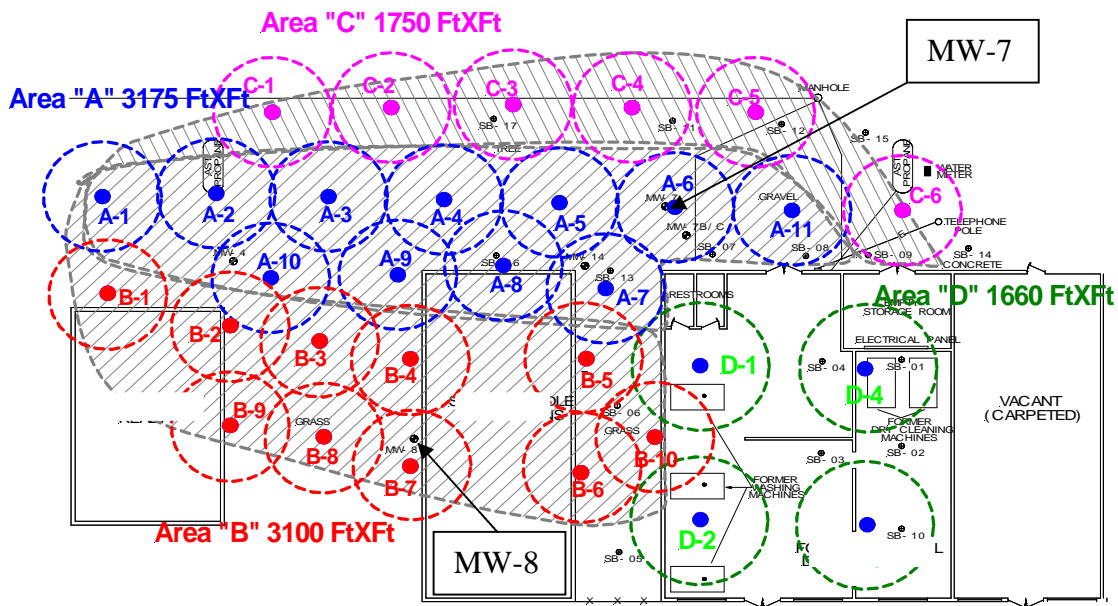 Area "C" 1750 FtXFt
MW-7
Area "A" 3175 FtXFt
C-1
C-2
C-3
C-4
C-5
MANHOLE
SB- 17
SB- 11
SB- 12
SB- 15
TREE
AST
PROPANE
AST
PROPANE
WATER
METER
A-1
A-2
A-3
A-4
A-5
A-6
MW- 7
GRAVEL
A-11
C-6
TELEPHONE
POLE
MW- 7B/ C
SB- 07
SB- 08
SB- 09
E
SB- 14
CONCRETE
MW- 4
A-10
A-9
A-8
MW- 14
SB- 13
A-7
B-1
RESTROOMS
Area "D" 1660 FtXFt
STORAGE ROOM
B-2
B-3
B-4
B-5
ELECTRICAL PANEL
D-1
SB- 04
D-4
SB- 01
B-9
SB- 06
VACANT
(CARPETED)
GRASS
B-8
MW- 8
GRASS
B-10
FORMER
DRY CLEANING
MACHINES
SB- 03
SB- 02
B-7
B-6
FORMER
WASHING
MACHINES
Area "B" 3100 FtXFt
MW-8
D-2
SB- 10
SB- 05
X X X